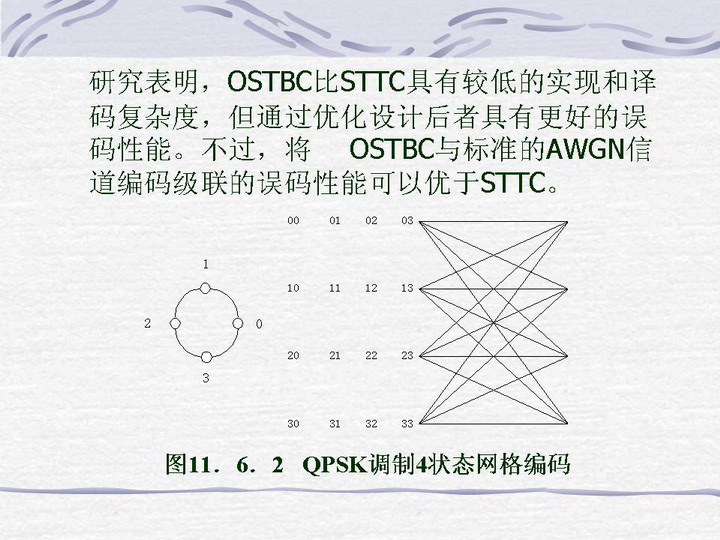 研究表明，OSTBC比STTC具有较低的实现和译
码复杂度，但通过优化设计后者具有更好的误
码性能。不过，将 OSTBC与标准的AWGN信
道编码级联的误码性能可以优于STTC。
00 01 02 03
1
10 11 12 13
2 0
20 21 22 23
3
30 31 32 33
图11．6．2 QPSK调制4状态网格编码